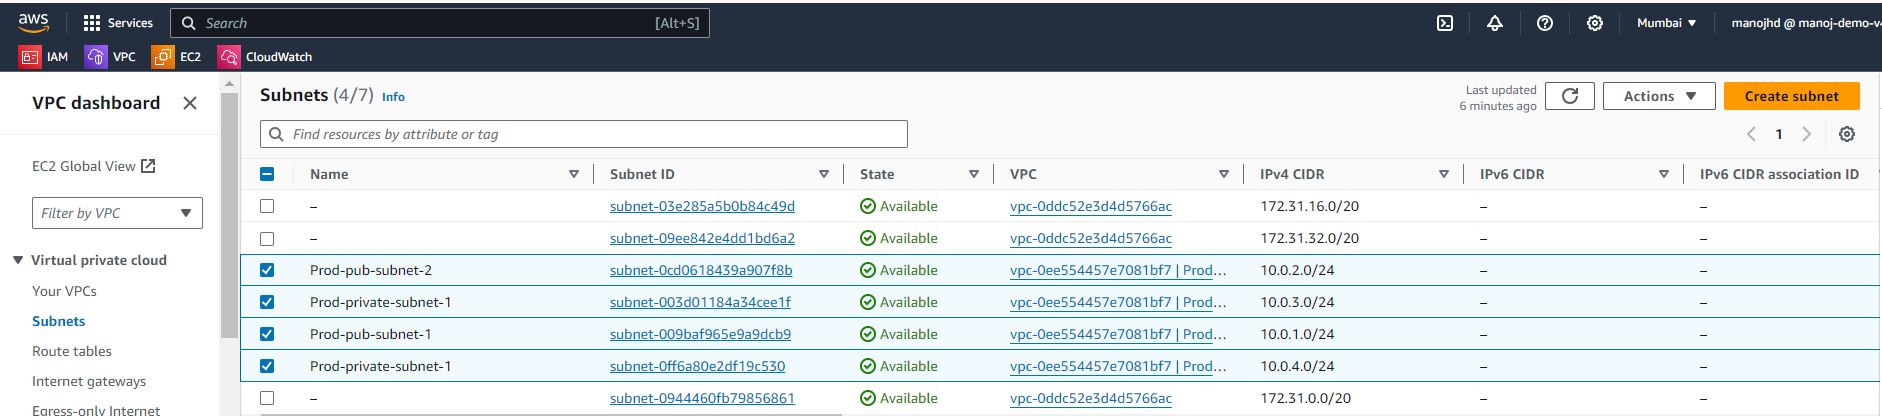 aws Services Search [Alt+S] Mumbai manojhd @ manoj-demo-v4
IAM VPC EC2 CloudWatch
VPC dashboard
EC2 Global View
Filter by VPC
Virtual private cloud
Your VPCs
Subnets
Route tables
Internet gateways
Egress-only Internet
Subnets (4/7) Info
Last updated
6 minutes ago
Actions
Create subnet
Find resources by attribute or tag
1
Name Subnet ID State VPC IPv4 CIDR IPv6 CIDR IPv6 CIDR association ID
– subnet-03e285a5b0b84c49d Available vpc-0ddc52e3d4d5766ac 172.31.16.0/20 – –
– subnet-09ee842e4dd1bd6a2 Available vpc-0ddc52e3d4d5766ac 172.31.32.0/20 – –
Prod-pub-subnet-2 subnet-0cd0618439a907f8b Available vpc-0ee554457e7081bf7 | Prod… 10.0.2.0/24 – –
Prod-private-subnet-1 subnet-003d01184a34cee1f Available vpc-0ee554457e7081bf7 | Prod… 10.0.3.0/24 – –
Prod-pub-subnet-1 subnet-009baf965e9a9dcb9 Available vpc-0ee554457e7081bf7 | Prod… 10.0.1.0/24 – –
Prod-private-subnet-1 subnet-0ff6a80e2df19c530 Available vpc-0ee554457e7081bf7 | Prod… 10.0.4.0/24 – –
– subnet-0944460fb79856861 Available vpc-0ddc52e3d4d5766ac 172.31.0.0/20 – –